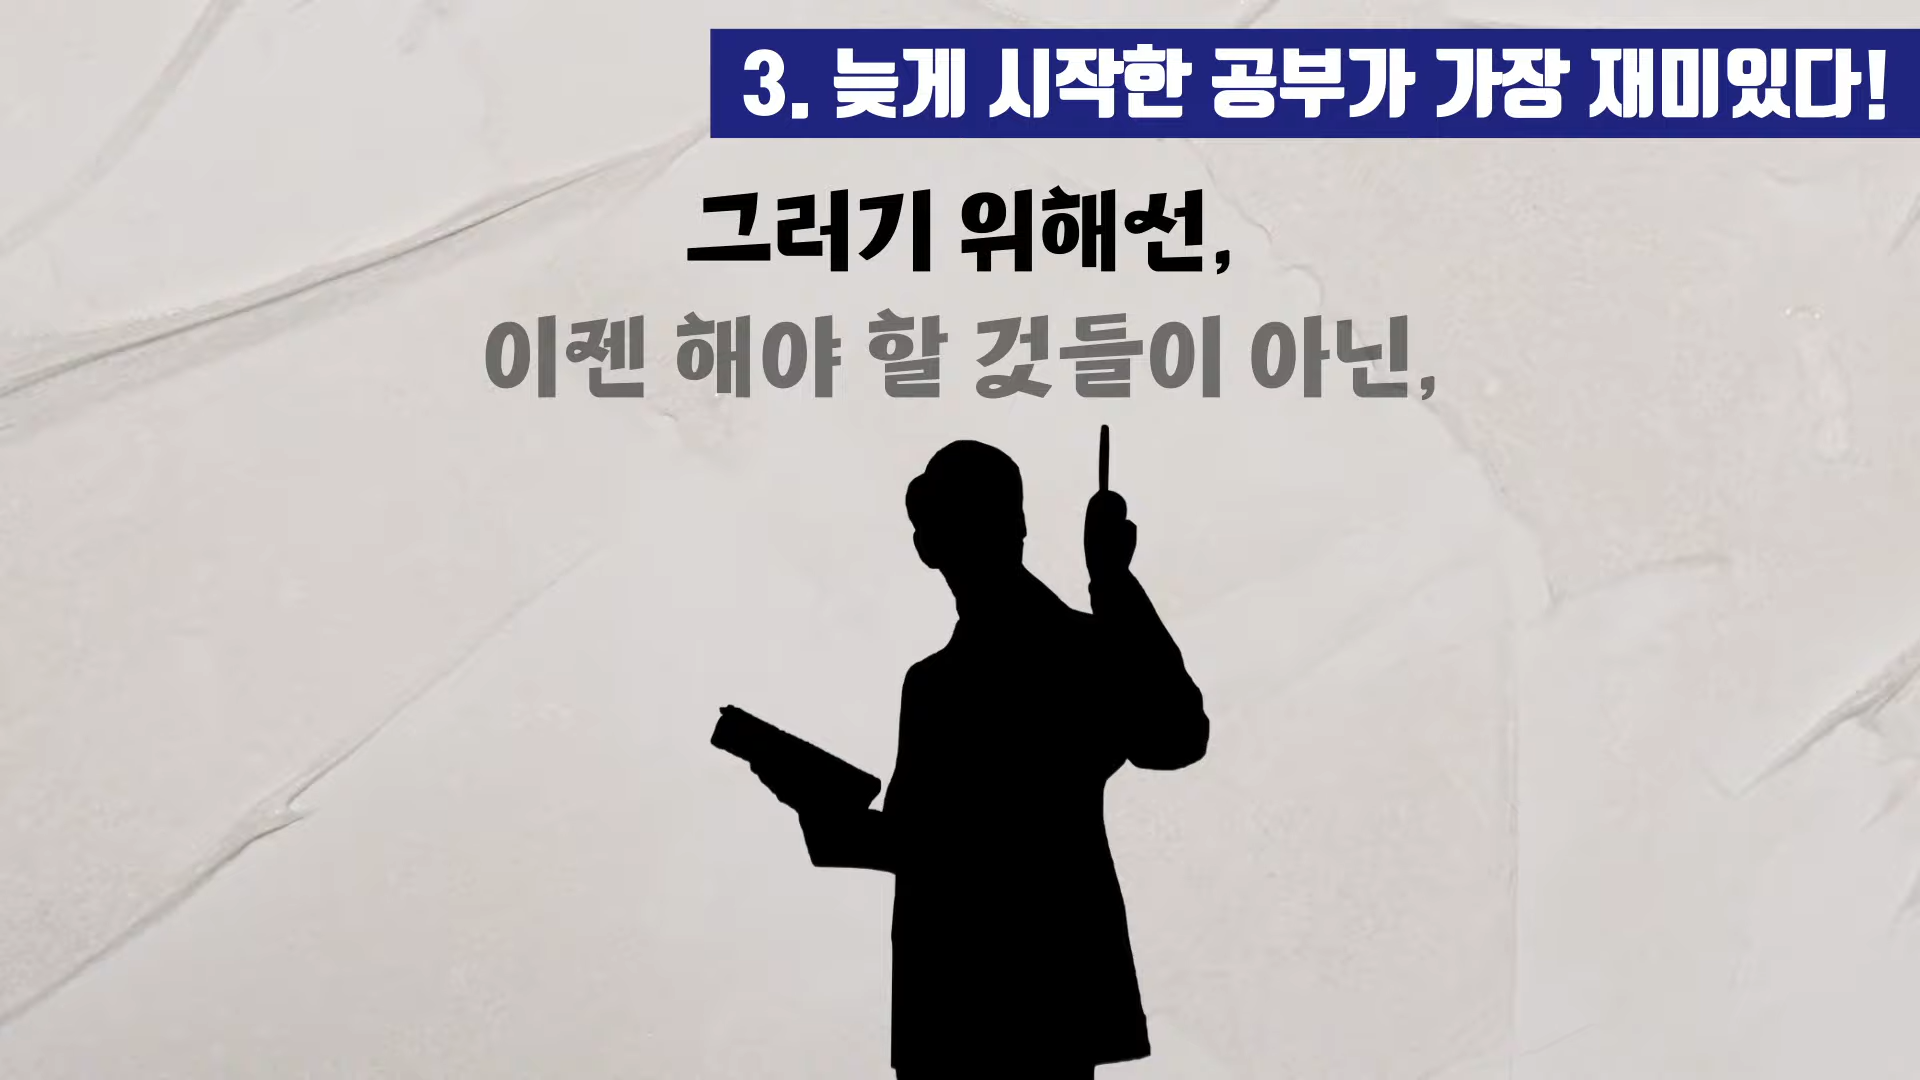 3. 늦게 시작한 공부가 가장 재미있다!
그러기 위해선,
이젠 해야 할 것들이 아닌,